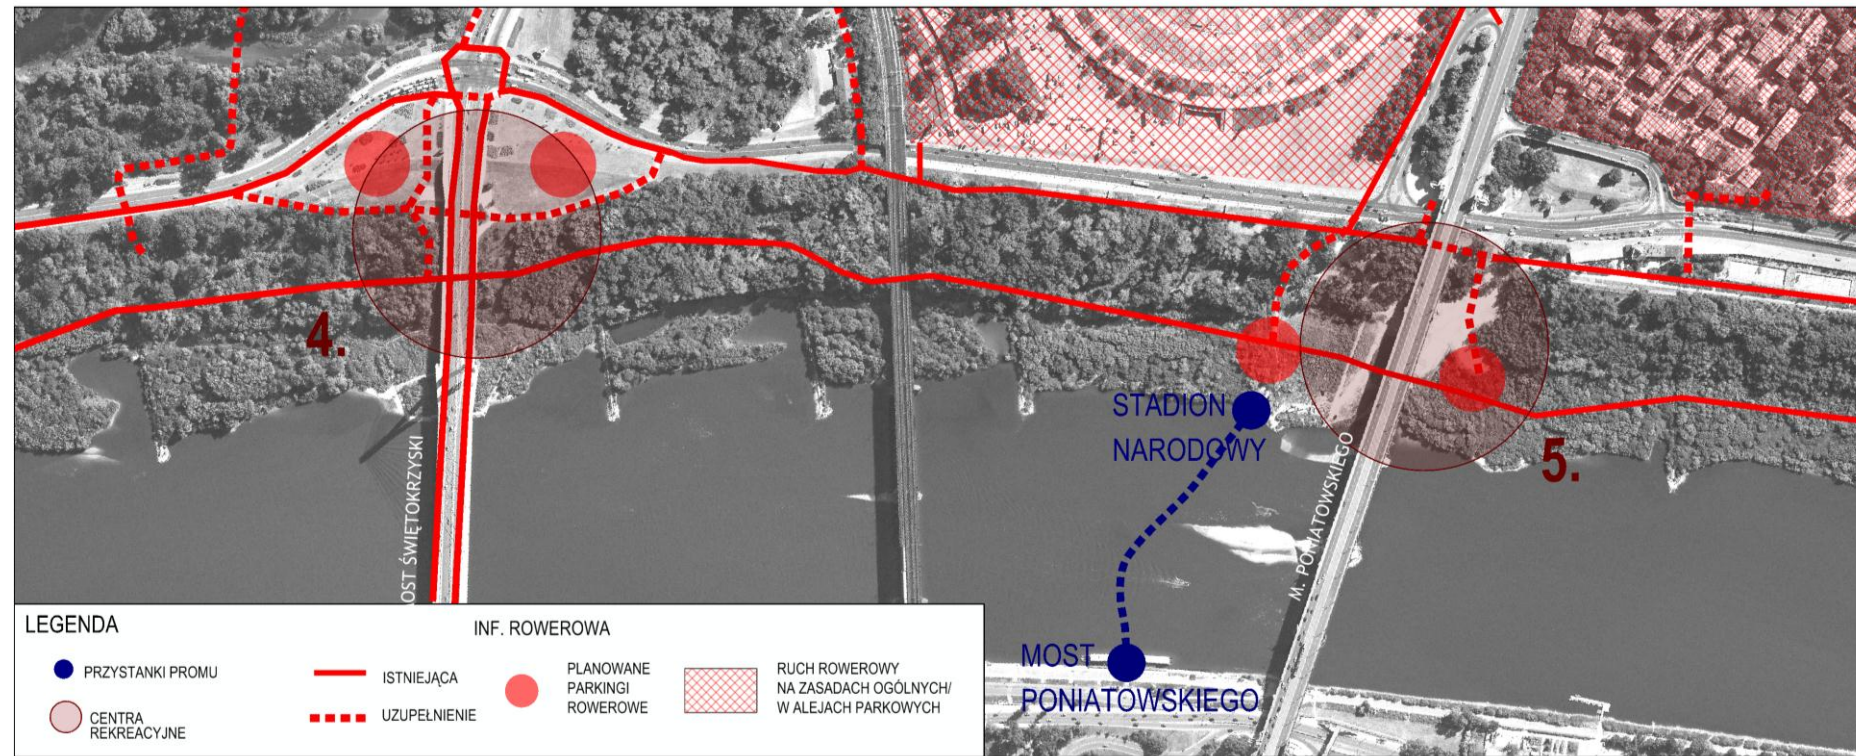 4.
STADION
NARODOWY
5.
OST ŚWIĘTOKRZYSKI
M. PONIATOWSKIEGO
MOST
PONIATOWSKIEGO
LEGENDA
INF. ROWEROWA
PRZYSTANKI PROMU
CENTRA
REKREACYJNE
ISTNIEJĄCA
UZUPEŁNIENIE
PLANOWANE
PARKINGI
ROWEROWE
RUCH ROWEROWY
NA ZASADACH OGÓLNYCH/
W ALEJACH PARKOWYCH